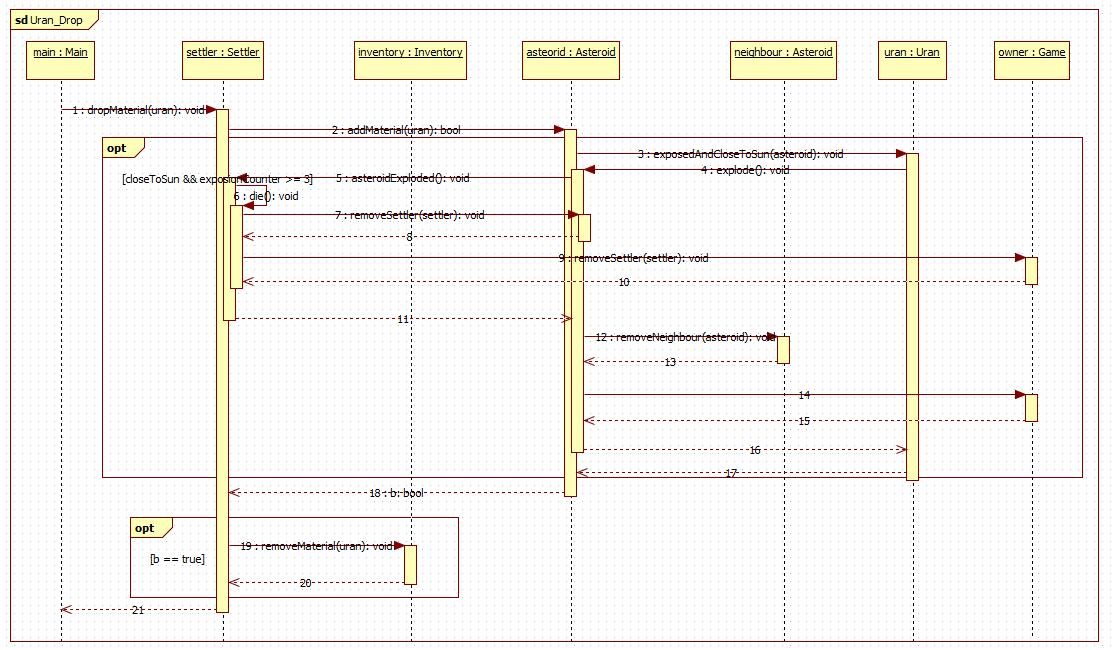 sd Uran_Drop
main : Main
settler : Settler
inventory : Inventory
asteorid : Asteroid
neighbour : Asteroid
uran : Uran
owner : Game
1 : dropMaterial(uran): void
2 : addMaterial(uran): bool
opt
3 : exposedAndCloseToSun(asteroid): void
4 : explode(): void
[closeToSun && exposionCounter >= 3]
5 : asteroidExploded(): void
6 : die(): void
7 : removeSettler(settler): void
8
9 : removeSettler(settler): void
10
11
12 : removeNeighbour(asteroid): void
13
14
15
16
17
18 : b: bool
opt
19 : removeMaterial(uran): void
[b == true]
20
21